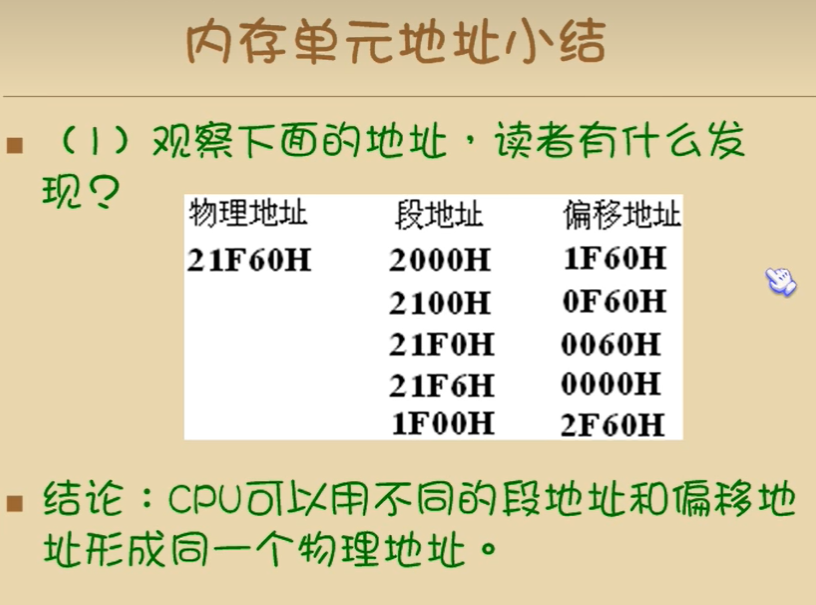 内存单元地址小结
（1）观察下面的地址，读者有什么发
现？
物理地址 段地址 偏移地址
21F60H 2000H 1F60H
2100H 0F60H
21F0H 0060H
21F6H 0000H
1F00H 2F60H
结论：CPU可以用不同的段地址和偏移地
址形成同一个物理地址。